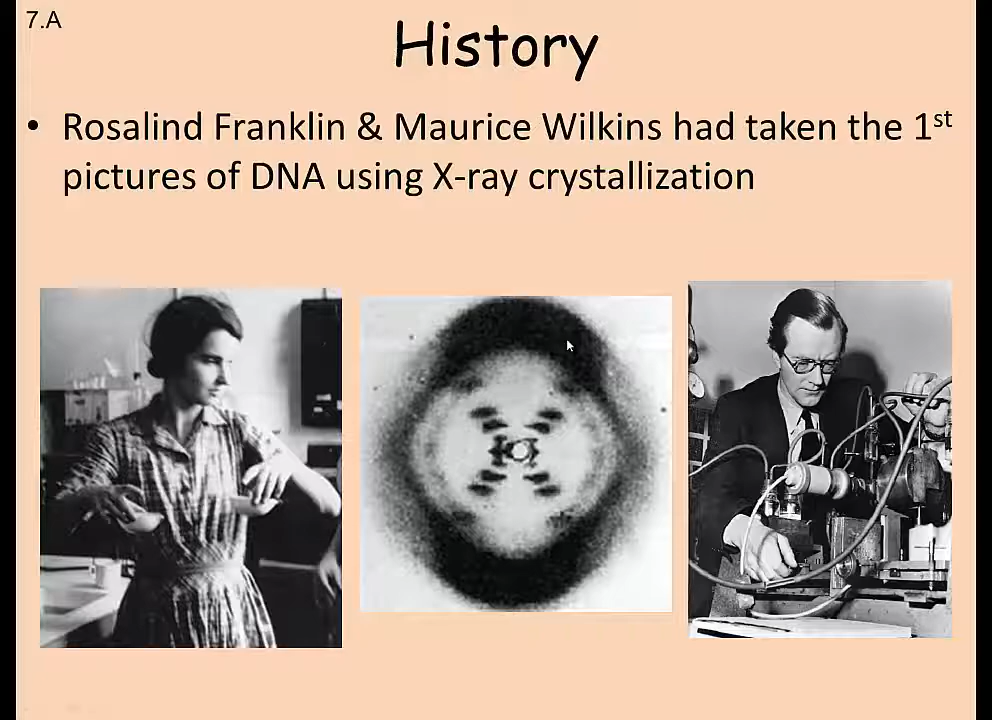 7.A
History
• Rosalind Franklin & Maurice Wilkins had taken the 1st
pictures of DNA using X-ray crystallization